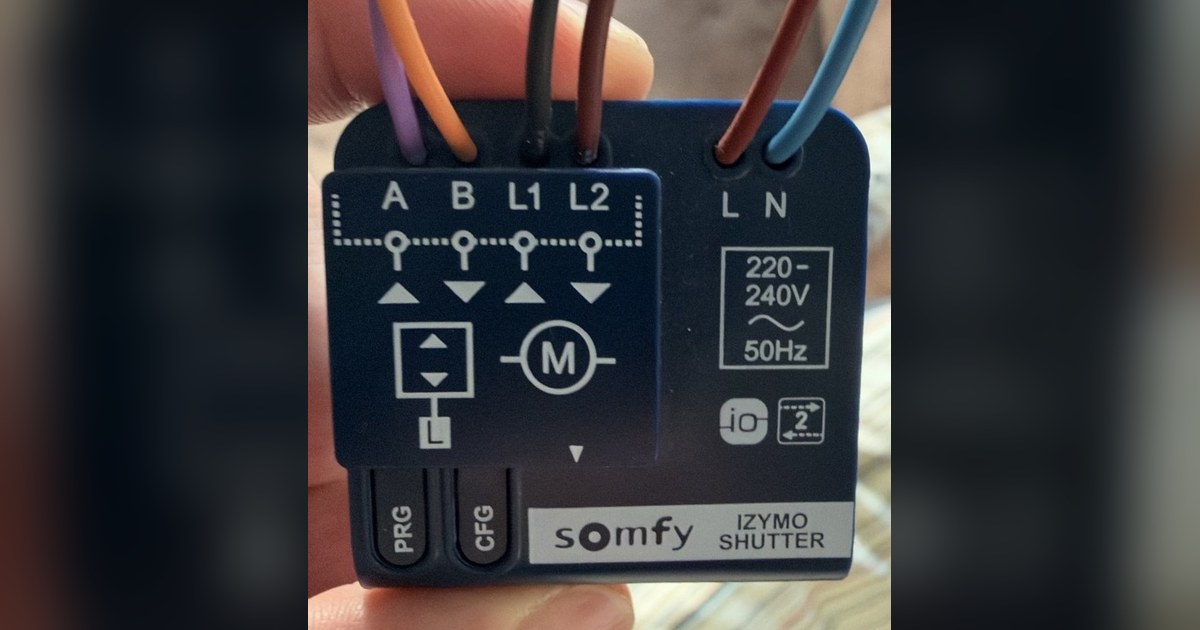 A B L1 L2
L N
220-
240V
50Hz
M
L
io
2
PRG
CFG
somfy
IZYMO
SHUTTER